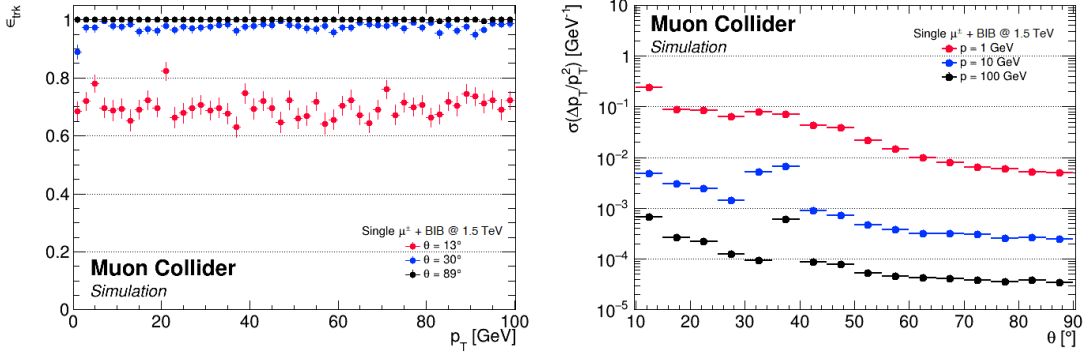 ε_trk
1
0.8
0.6
0.4
0.2
0
Single μ± + BIB @ 1.5 TeV
θ = 13°
θ = 30°
θ = 89°
Muon Collider
Simulation
0 20 40 60 80 100
p_T [GeV]
σ(Δp_T/p_T^2) [GeV^-1]
10
1
10^-1
10^-2
10^-3
10^-4
10^-5
Muon Collider
Simulation
Single μ± + BIB @ 1.5 TeV
p = 1 GeV
p = 10 GeV
p = 100 GeV
10 20 30 40 50 60 70 80 90
θ [°]